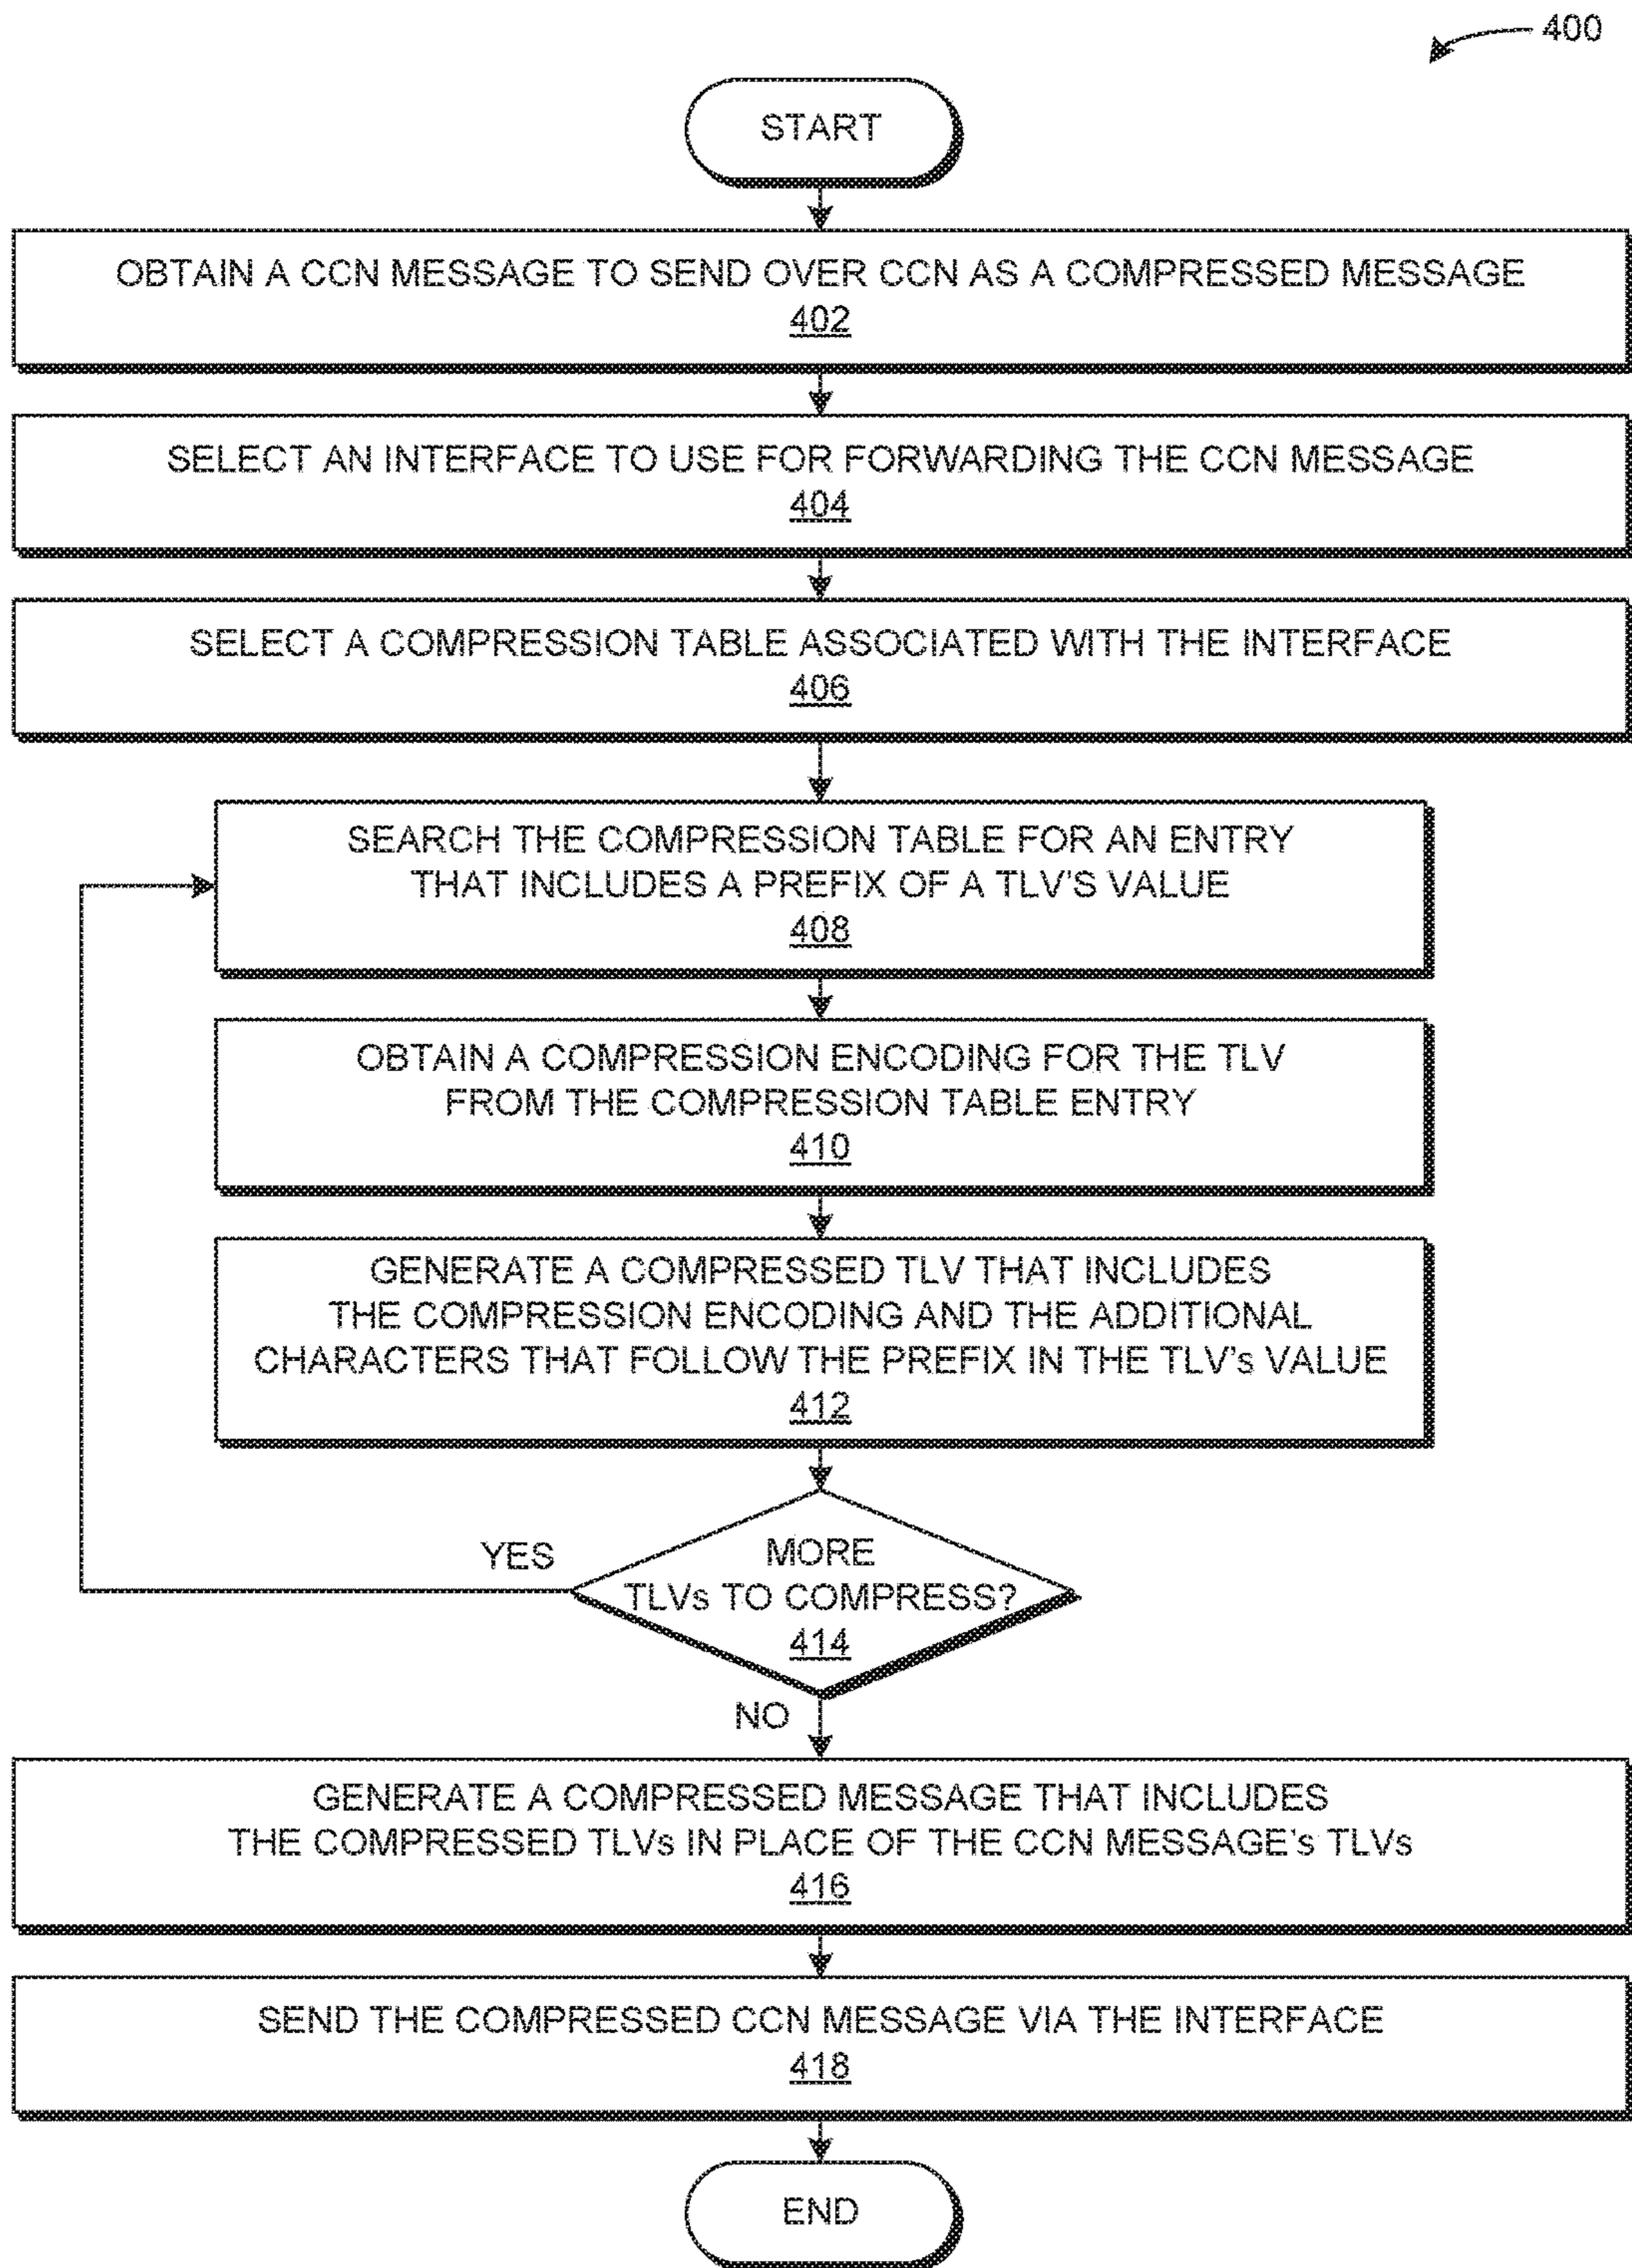 400
START
OBTAIN A CCN MESSAGE TO SEND OVER CCN AS A COMPRESSED MESSAGE
402
SELECT AN INTERFACE TO USE FOR FORWARDING THE CCN MESSAGE
404
SELECT A COMPRESSION TABLE ASSOCIATED WITH THE INTERFACE
406
SEARCH THE COMPRESSION TABLE FOR AN ENTRY
THAT INCLUDES A PREFIX OF A TLV'S VALUE
408
OBTAIN A COMPRESSION ENCODING FOR THE TLV
FROM THE COMPRESSION TABLE ENTRY
410
GENERATE A COMPRESSED TLV THAT INCLUDES
THE COMPRESSION ENCODING AND THE ADDITIONAL
CHARACTERS THAT FOLLOW THE PREFIX IN THE TLV's VALUE
412
YES
MORE
TLVs TO COMPRESS?
414
NO
GENERATE A COMPRESSED MESSAGE THAT INCLUDES
THE COMPRESSED TLVs IN PLACE OF THE CCN MESSAGE's TLVs
416
SEND THE COMPRESSED CCN MESSAGE VIA THE INTERFACE
418
END